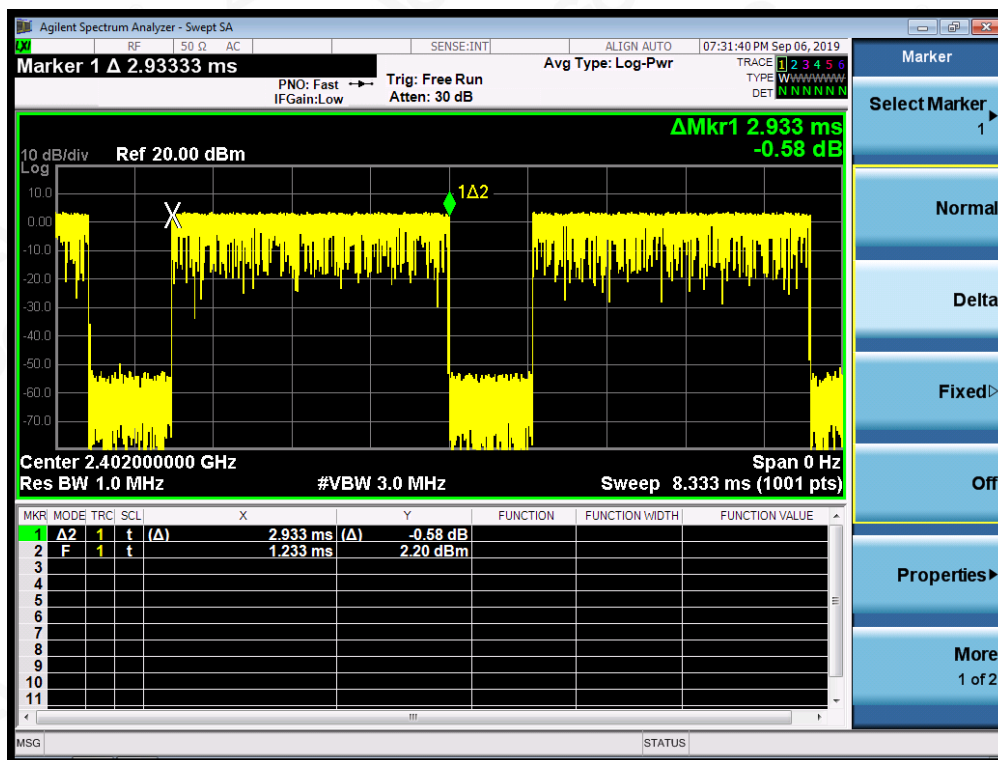 Agilent Spectrum Analyzer - Swept SA
LXI RF 50 Ω AC SENSE:INT ALIGN AUTO 07:31:40 PM Sep 06, 2019
Marker 1 Δ 2.93333 ms
PNO: Fast
IFGain:Low
Trig: Free Run
Atten: 30 dB
Avg Type: Log-Pwr
TRACE 1 2 3 4 5 6
TYPE WWWWWWW
DET N N N N N N
ΔMkr1 2.933 ms
-0.58 dB
10 dB/div Ref 20.00 dBm
Log
10.0
0.00
-10.0
-20.0
-30.0
-40.0
-50.0
-60.0
-70.0
X
1Δ2
Center 2.402000000 GHz Span 0 Hz
Res BW 1.0 MHz #VBW 3.0 MHz Sweep 8.333 ms (1001 pts)
MKR MODE TRC SCL X Y FUNCTION FUNCTION WIDTH FUNCTION VALUE
1 Δ2 1 t (Δ) 2.933 ms (Δ) -0.58 dB
2 F 1 t 1.233 ms 2.20 dBm
3
4
5
6
7
8
9
10
11
MSG STATUS
Marker
Select Marker
1
Normal
Delta
Fixed
Off
Properties
More
1 of 2